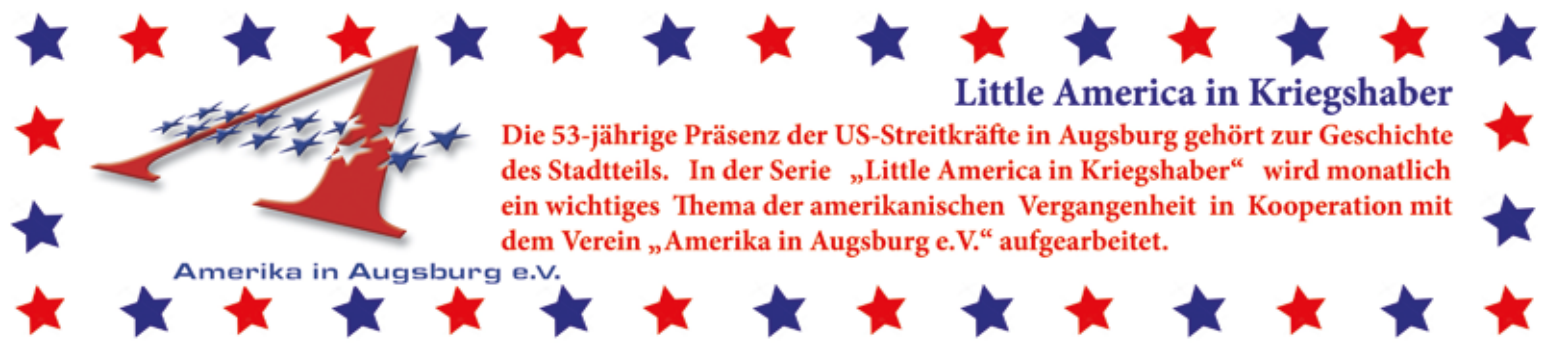 Little America in Kriegshaber
Die 53-jährige Präsenz der US-Streitkräfte in Augsburg gehört zur Geschichte
des Stadtteils. In der Serie „Little America in Kriegshaber“ wird monatlich
ein wichtiges Thema der amerikanischen Vergangenheit in Kooperation mit
dem Verein „Amerika in Augsburg e.V.“ aufgearbeitet.
Amerika in Augsburg e.V.